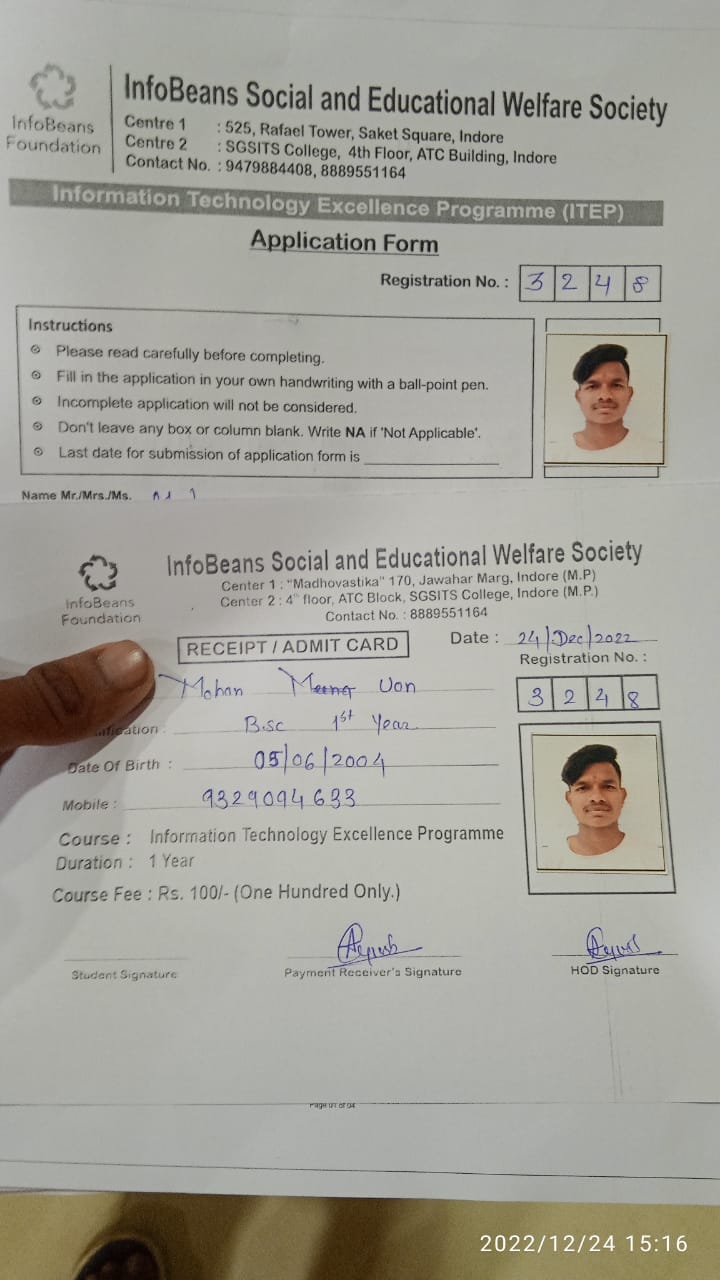 InfoBeans
Foundation
InfoBeans Social and Educational Welfare Society
Centre 1 : 525, Rafael Tower, Saket Square, Indore
Centre 2 : SGSITS College, 4th Floor, ATC Building, Indore
Contact No. : 9479884408, 8889551164
Information Technology Excellence Programme (ITEP)
Application Form
Registration No. : 3 2 4 8
Instructions
Please read carefully before completing.
Fill in the application in your own handwriting with a ball-point pen.
Incomplete application will not be considered.
Don't leave any box or column blank. Write NA if 'Not Applicable'.
Last date for submission of application form is
Name Mr./Mrs./Ms.
InfoBeans
Foundation
InfoBeans Social and Educational Welfare Society
Center 1 : "Madhovastika" 170, Jawahar Marg, Indore (M.P)
Center 2 : 4th floor, ATC Block, SGSITS College, Indore (M.P.)
Contact No. : 8889551164
RECEIPT / ADMIT CARD
Date : 24/Dec/2022
Registration No. :
3 2 4 8
Mohan Uon
B.sc 1st Year
Date Of Birth : 05/06/2004
Mobile : 9329094633
Course : Information Technology Excellence Programme
Duration : 1 Year
Course Fee : Rs. 100/- (One Hundred Only.)
Student Signature
Payment Receiver's Signature
HOD Signature
Page 01 of 04
2022/12/24 15:16